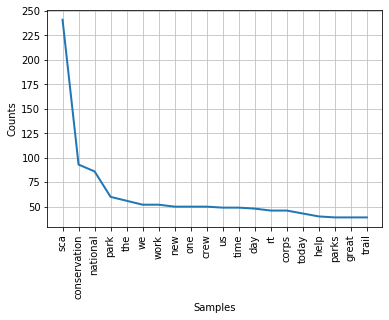 250
225
200
175
150
125
100
75
50
Counts
sca
conservation
national
park
the
we
work
new
one
crew
us
time
day
rt
corps
today
help
parks
great
trail
Samples